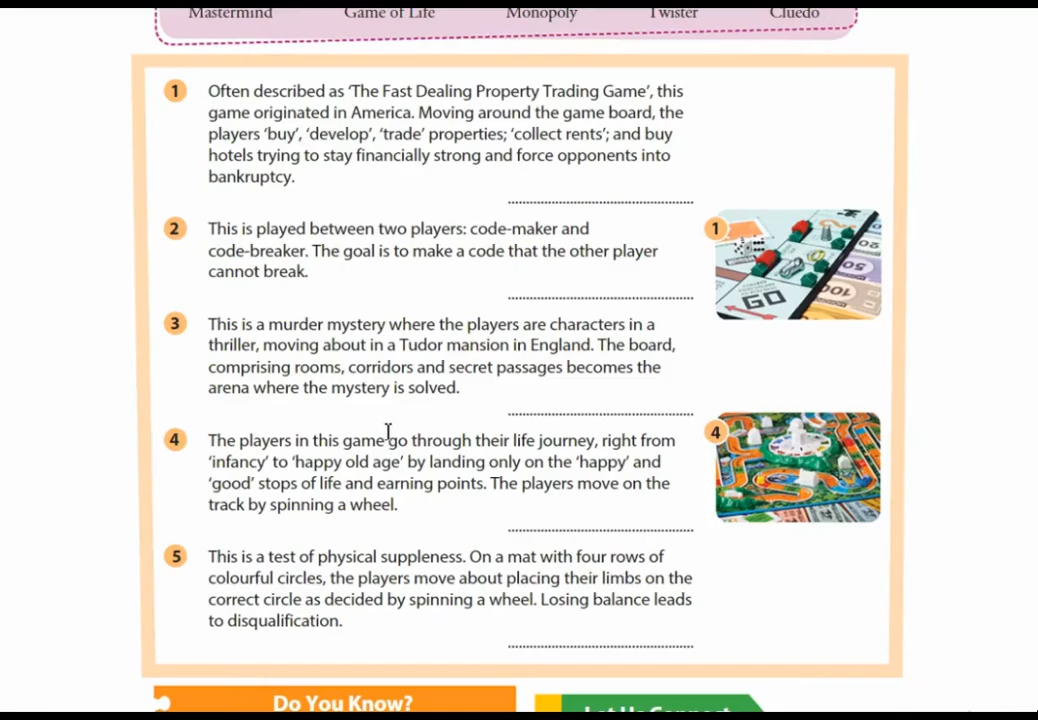 Mastermind Game of Life Monopoly Twister Cluedo
1 Often described as 'The Fast Dealing Property Trading Game', this
game originated in America. Moving around the game board, the
players 'buy', 'develop', 'trade' properties; 'collect rents'; and buy
hotels trying to stay financially strong and force opponents into
bankruptcy.
2 This is played between two players: code-maker and
code-breaker. The goal is to make a code that the other player
cannot break.
1
GO
3 This is a murder mystery where the players are characters in a
thriller, moving about in a Tudor mansion in England. The board,
comprising rooms, corridors and secret passages becomes the
arena where the mystery is solved.
4 The players in this game go through their life journey, right from
'infancy' to 'happy old age' by landing only on the 'happy' and
'good' stops of life and earning points. The players move on the
track by spinning a wheel.
4
5 This is a test of physical suppleness. On a mat with four rows of
colourful circles, the players move about placing their limbs on the
correct circle as decided by spinning a wheel. Losing balance leads
to disqualification.
Do You Know?
Let Us Connect